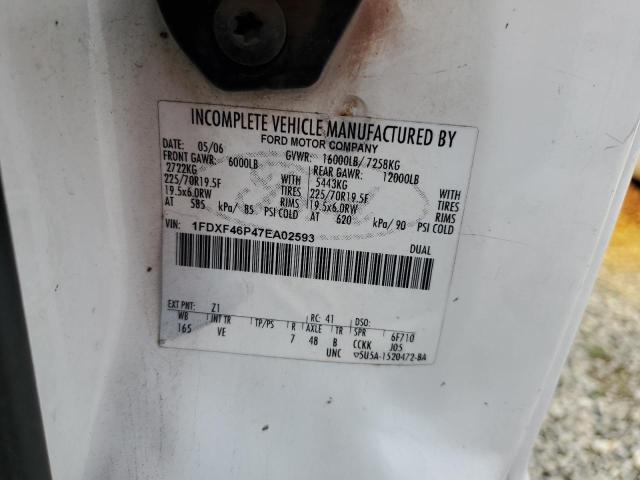 INCOMPLETE VEHICLE MANUFACTURED BY
FORD MOTOR COMPANY
DATE: 05/06 GVWR: 16000LB/ 7258KG
FRONT GAWR: 6000LB REAR GAWR: 12000LB
2722KG WITH 5443KG WITH
225/70R19.5F TIRES 225/70R19.5F TIRES
19.5x6.0RW RIMS 19.5x6.0RW RIMS
AT 585 kPa/ 85 PSI COLD AT 620 kPa/ 90 PSI COLD
VIN: 1FDXF46P47EA02593
DUAL
EXT PNT: Z1 RC: 41 DSO:
WB INT TR TP/PS R AXLE TR SPR 6F710
165 VE 7 48 B CCKK J05
UNC ▽5U5A-1520472-BA